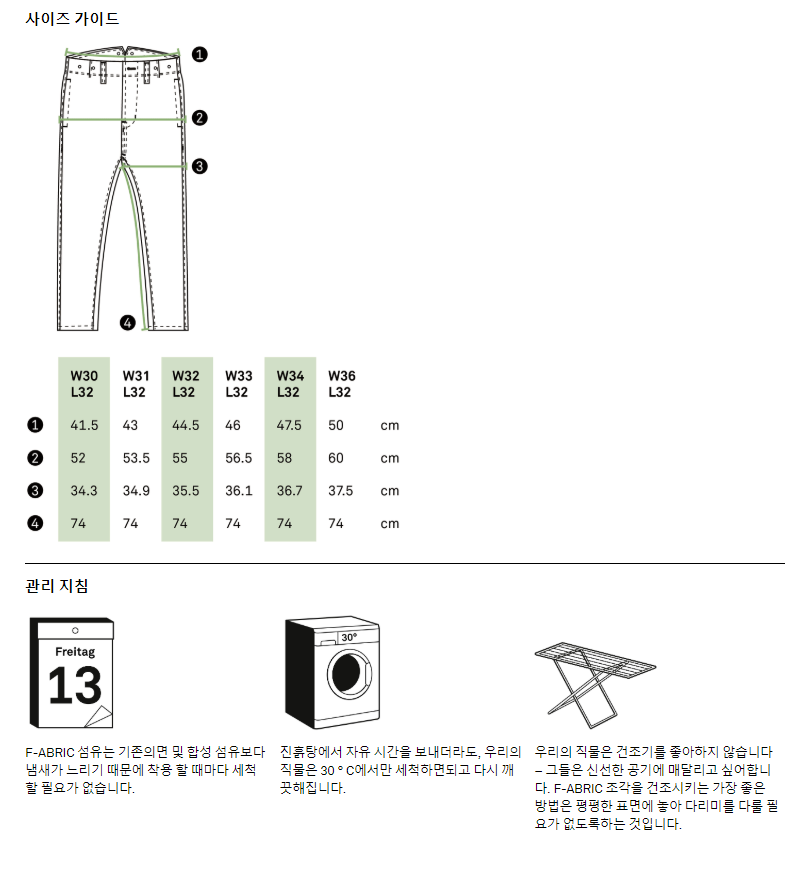 사이즈 가이드
1
2
3
4
W30 W31 W32 W33 W34 W36
L32 L32 L32 L32 L32 L32
1 41.5 43 44.5 46 47.5 50 cm
2 52 53.5 55 56.5 58 60 cm
3 34.3 34.9 35.5 36.1 36.7 37.5 cm
4 74 74 74 74 74 74 cm
관리 지침
Freitag
13
F-ABRIC 섬유는 기존의면 및 합성 섬유보다
냄새가 느리기 때문에 착용 할 때마다 세척
할 필요가 없습니다.
30°
진흙탕에서 자유 시간을 보내더라도, 우리의
직물은 30 ° C에서만 세척하면되고 다시 깨
끗해집니다.
우리의 직물은 건조기를 좋아하지 않습니다
– 그들은 신선한 공기에 매달리고 싶어합니
다. F-ABRIC 조각을 건조시키는 가장 좋은
방법은 평평한 표면에 놓아 다리미를 다룰 필
요가 없도록하는 것입니다.